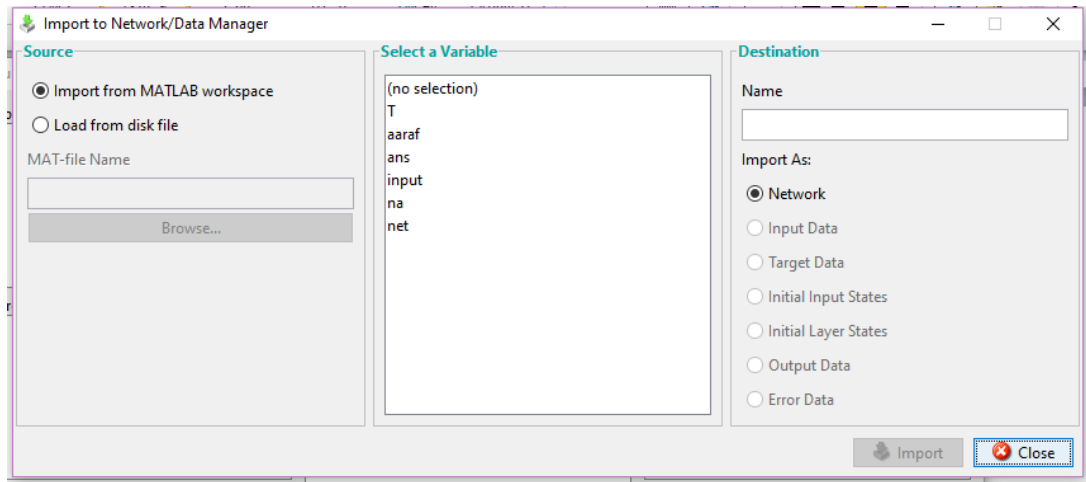 Import to Network/Data Manager
Source
Import from MATLAB workspace
Load from disk file
MAT-file Name
Browse...
Select a Variable
(no selection)
T
aaraf
ans
input
na
net
Destination
Name
Import As:
Network
Input Data
Target Data
Initial Input States
Initial Layer States
Output Data
Error Data
Import
Close